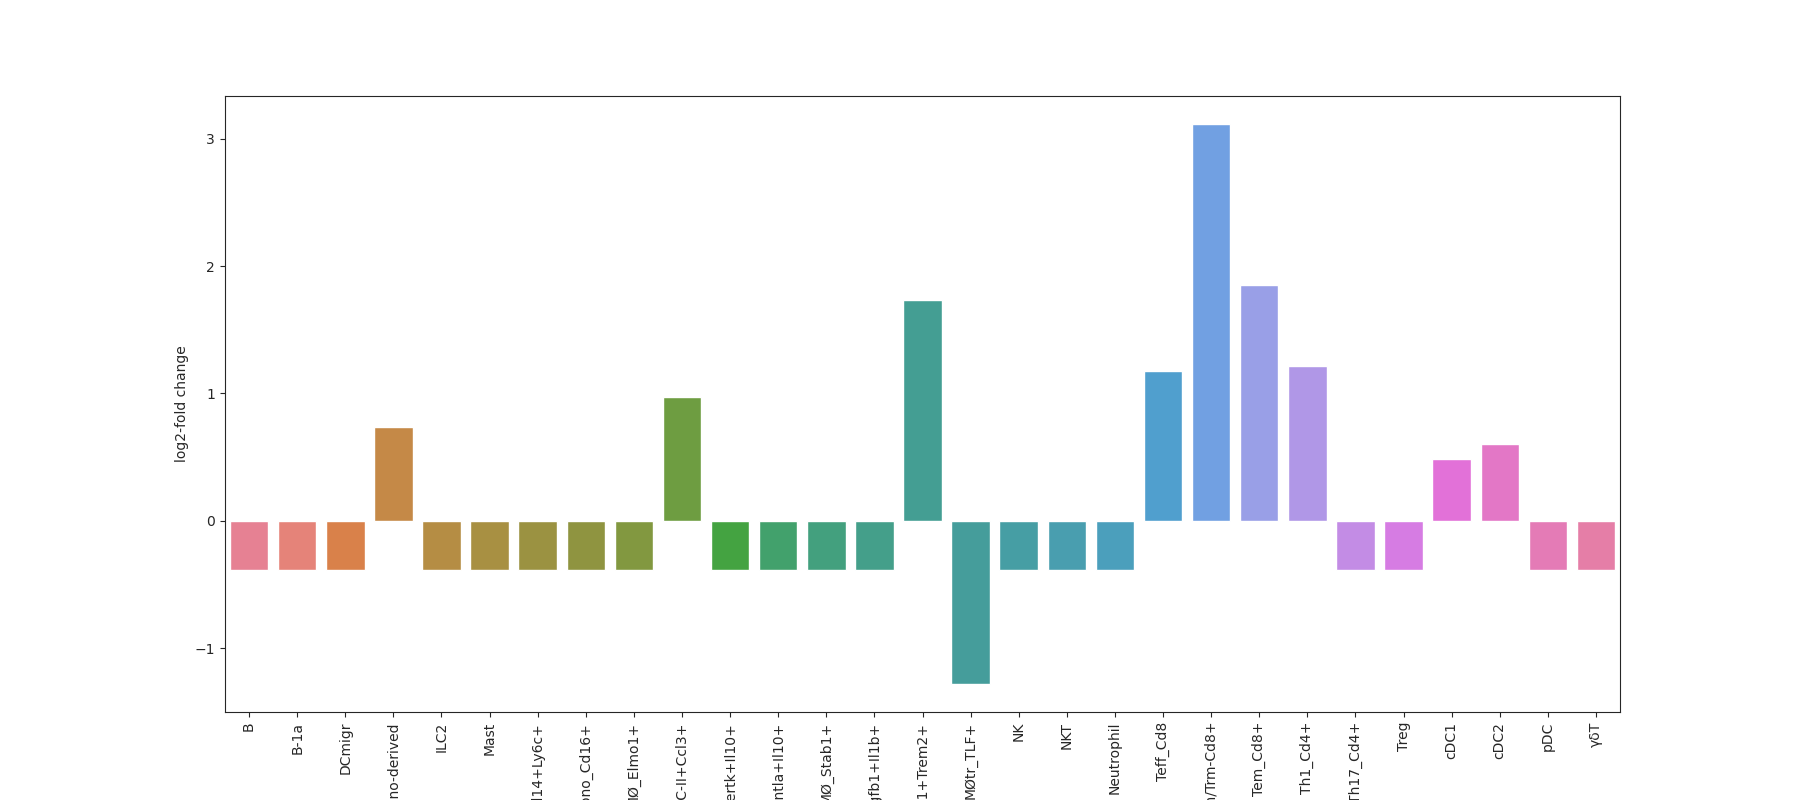 3
2
1
0
−1
log2-fold change
B
B-1a
DCmigr
no-derived
ILC2
Mast
l14+Ly6c+
ono_Cd16+
MØ_Elmo1+
C-II+Ccl3+
ertk+Il10+
ntla+Il10+
MØ_Stab1+
gfb1+Il1b+
1+Trem2+
MØtr_TLF+
NK
NKT
Neutrophil
Teff_Cd8
/Trm-Cd8+
Tem_Cd8+
Th1_Cd4+
Th17_Cd4+
Treg
cDC1
cDC2
pDC
γδT